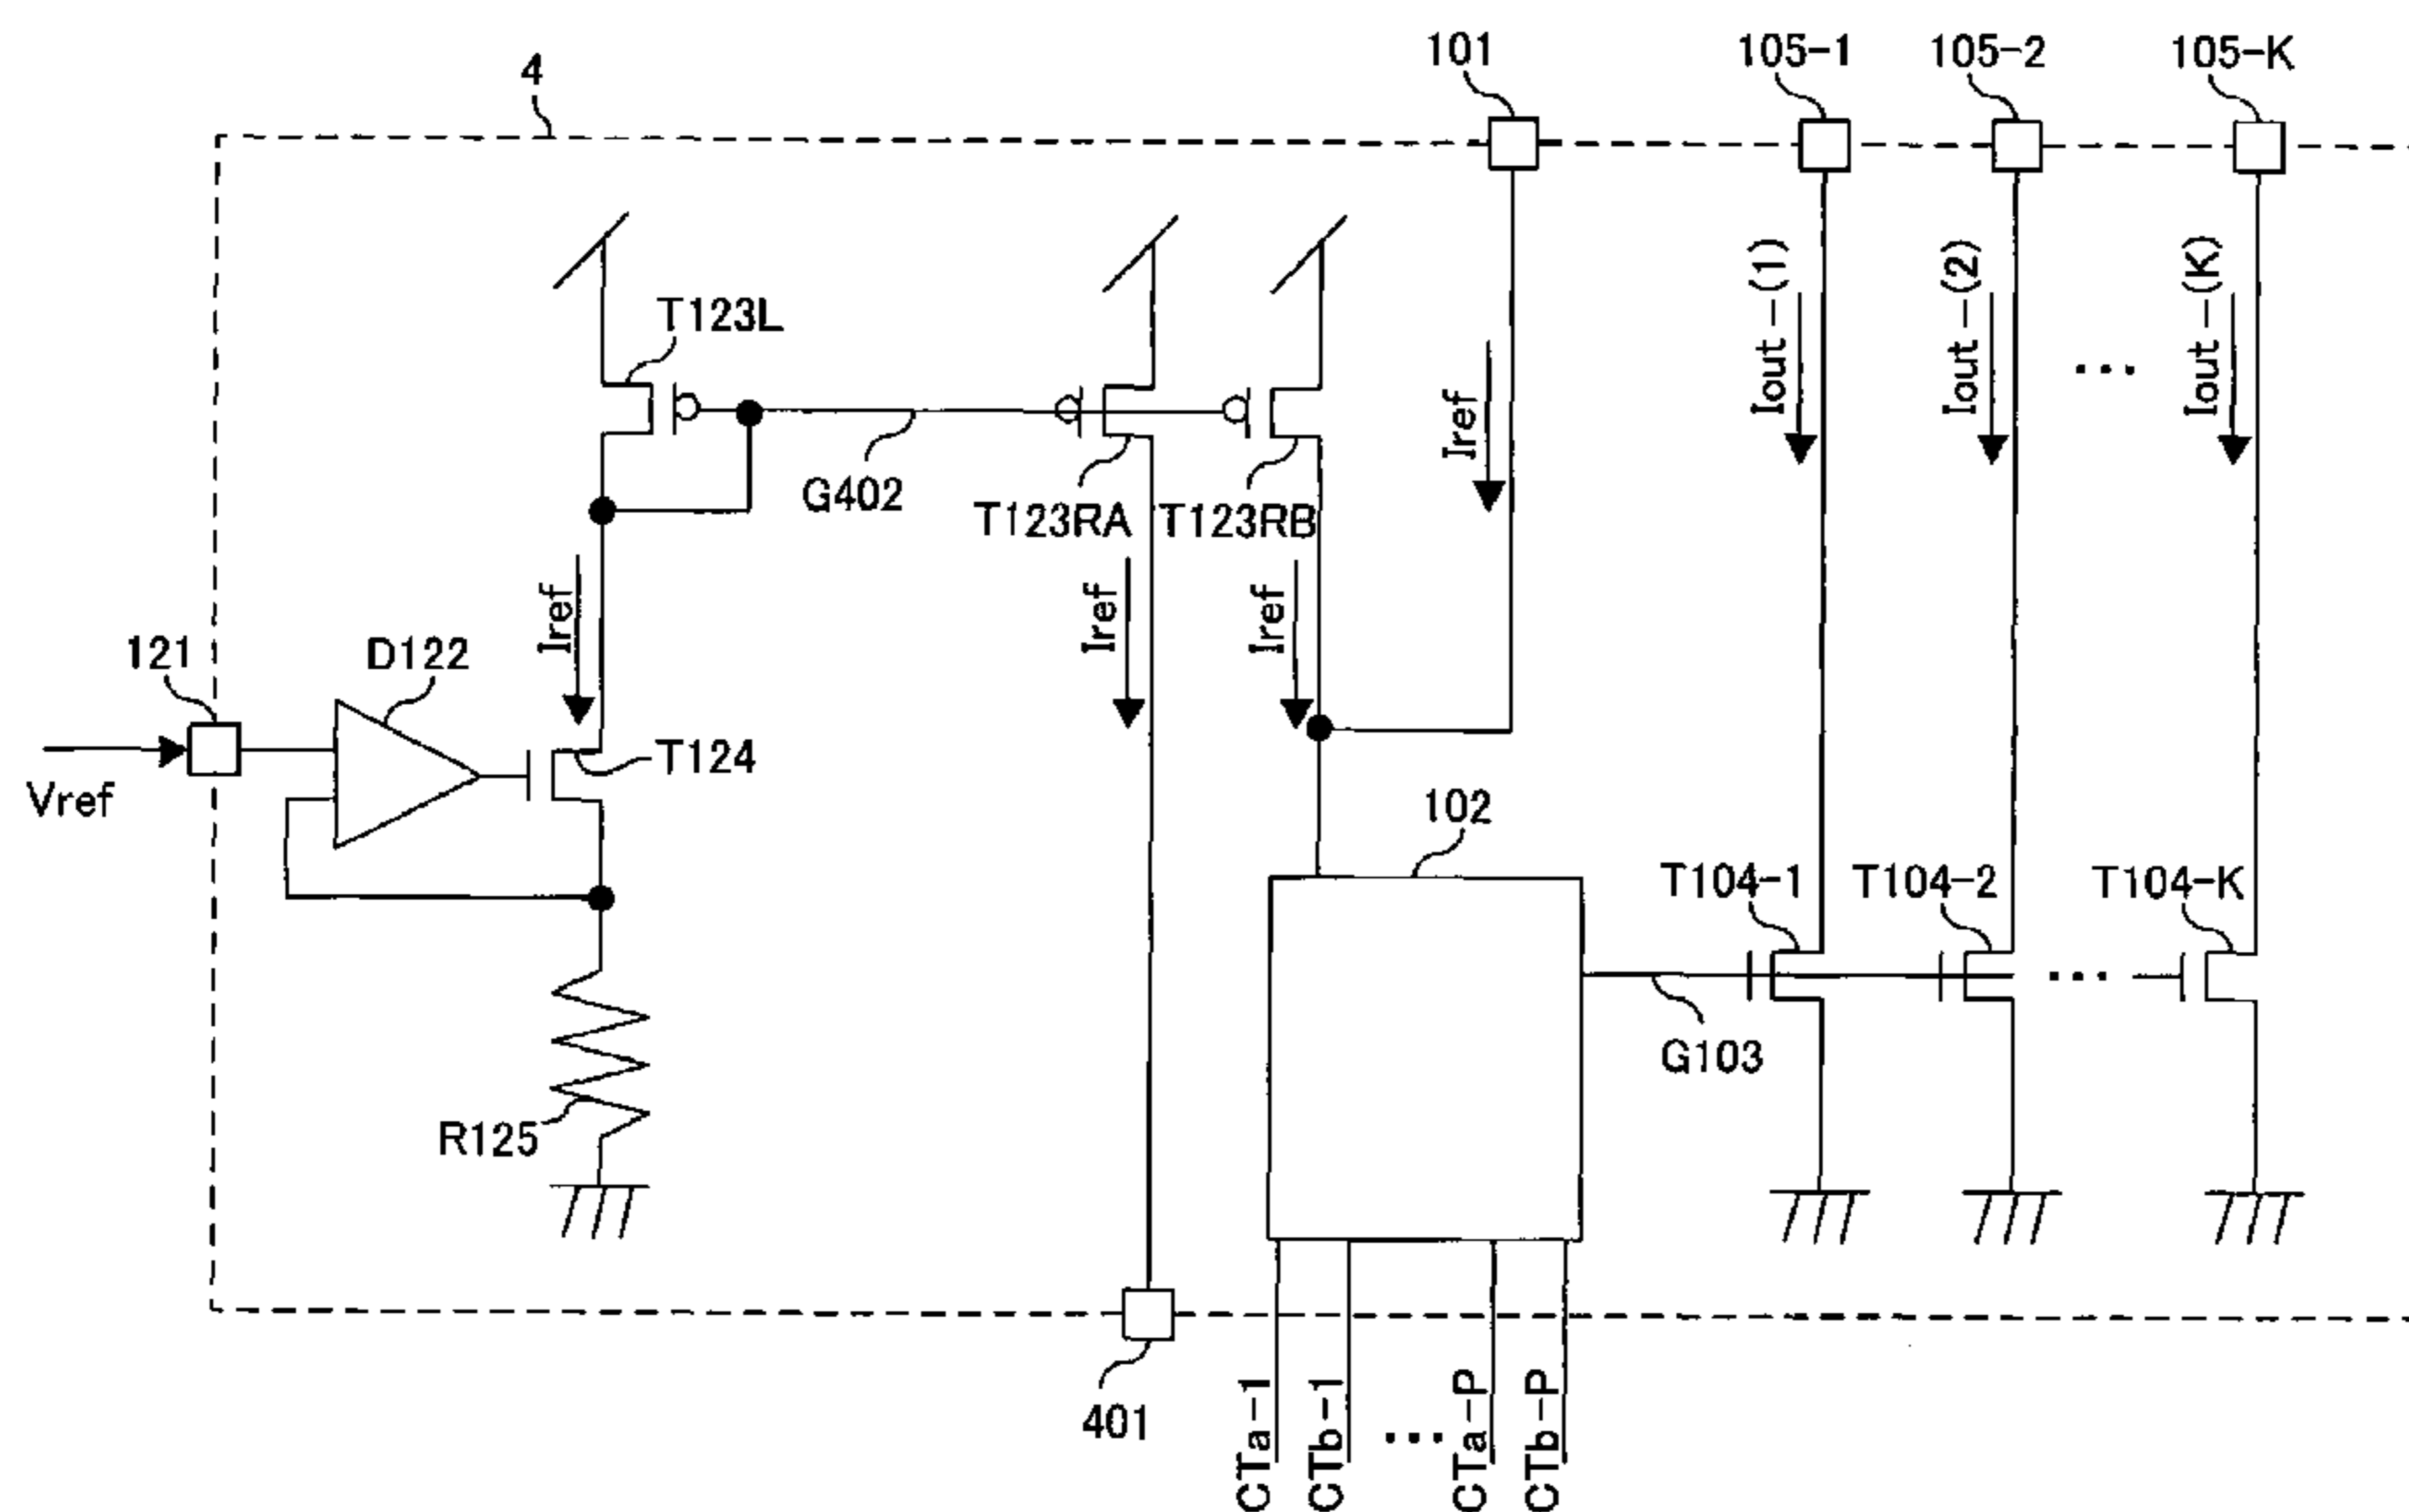 4
101
105-1
105-2
105-K
T123L
G402
T123RA
T123RB
Iref
Iout-(1)
Iout-(2)
...
Iout-(K)
Iref
Iref
Iref
121
Vref
D122
T124
R125
102
T104-1
T104-2
...
T104-K
G103
401
CTa-1
CTb-1
...
CTa-P
CTb-P